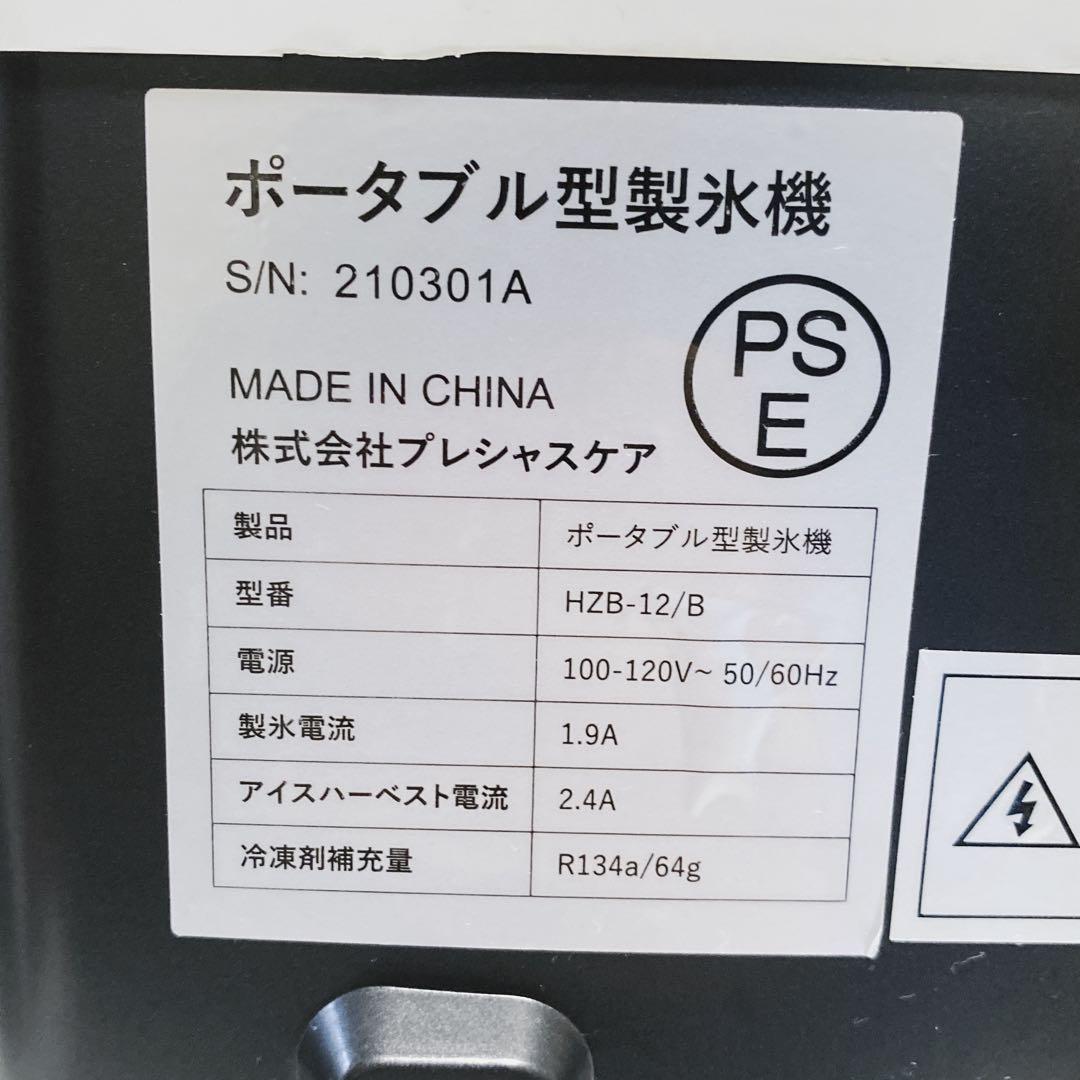 ポータブル型製氷機
S/N: 210301A
PS
E
MADE IN CHINA
株式会社プレシャスケア
製品 ポータブル型製氷機
型番 HZB-12/B
電源 100-120V~ 50/60Hz
製氷電流 1.9A
アイスハーベスト電流 2.4A
冷凍剤補充量 R134a/64g